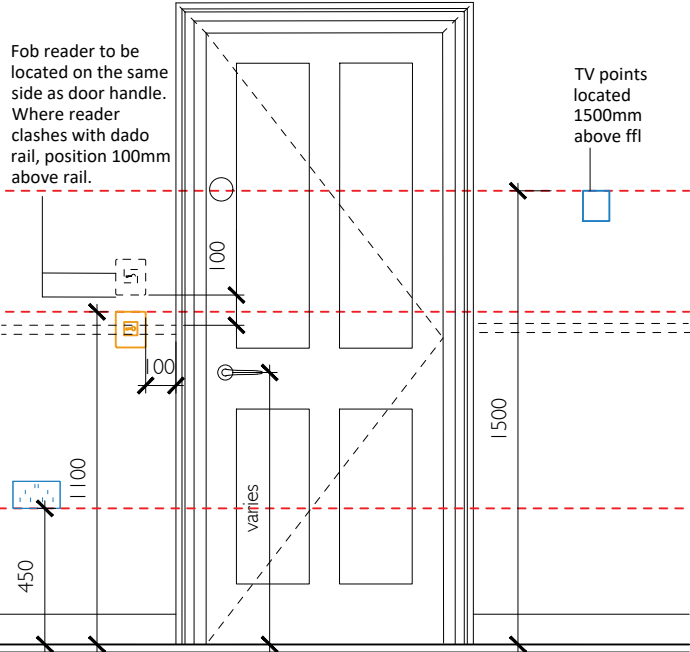 Fob reader to be
located on the same
side as door handle.
Where reader
clashes with dado
rail, position 100mm
above rail.
TV points
located
1500mm
above ffl
100
100
1100
1500
varies
450